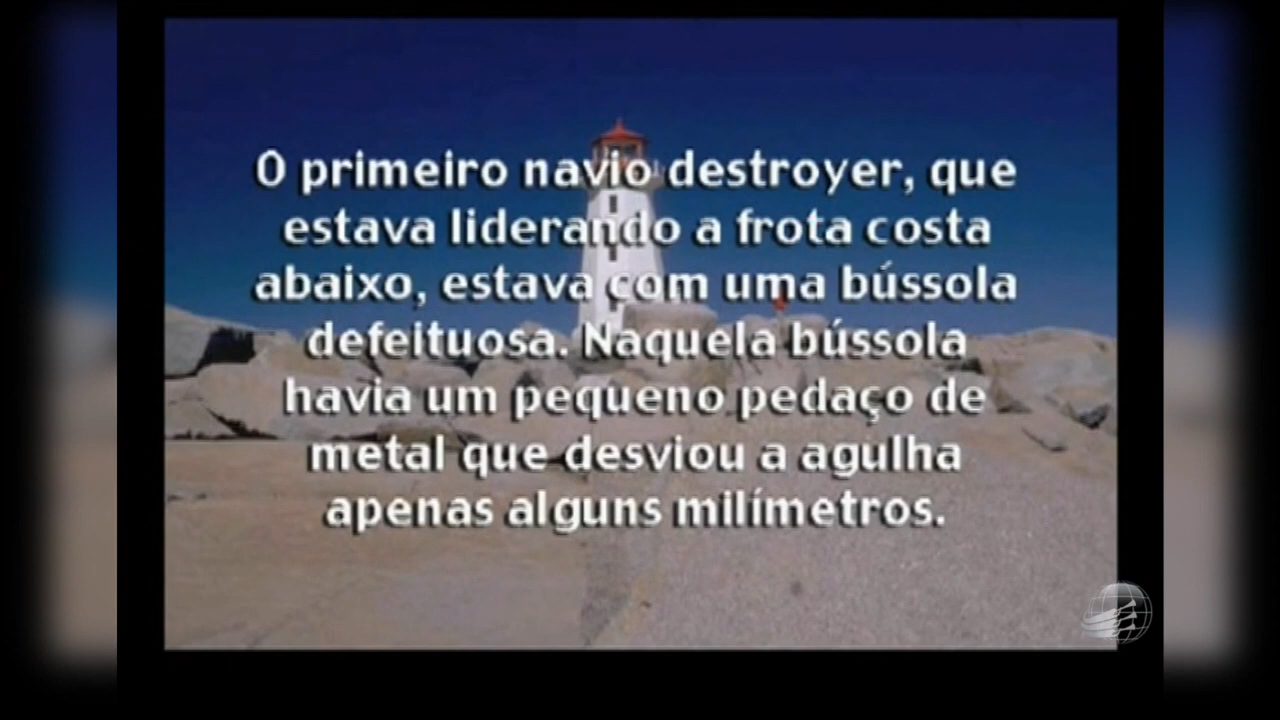 O primeiro navio destroyer, que
estava liderando a frota costa
abaixo, estava com uma bússola
defeituosa. Naquela bússola
havia um pequeno pedaço de
metal que desviou a agulha
apenas alguns milímetros.